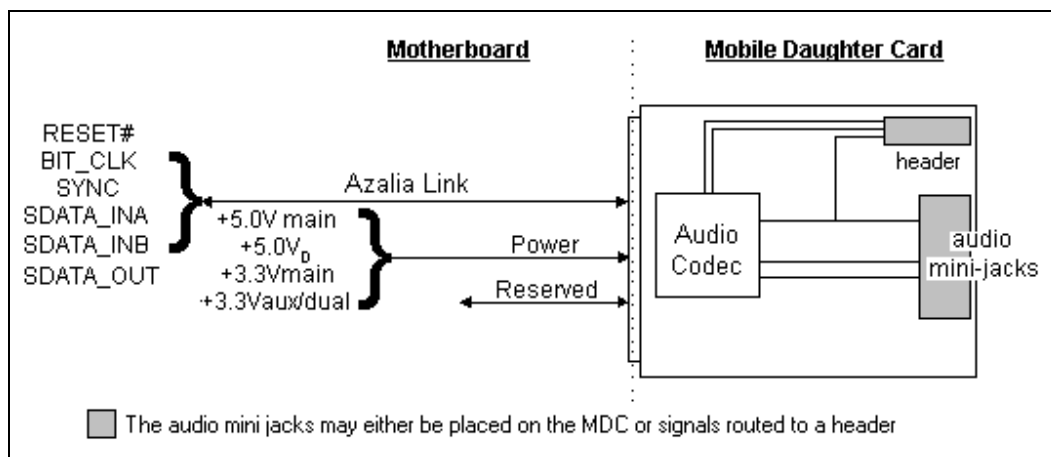 Motherboard
Mobile Daughter Card
RESET#
BIT_CLK
SYNC
SDATA_INA
SDATA_INB
SDATA_OUT
Azalia Link
+5.0V main
+5.0VD
+3.3Vmain
+3.3Vaux/dual
Power
Reserved
header
Audio
Codec
audio
mini-jacks
The audio mini jacks may either be placed on the MDC or signals routed to a header